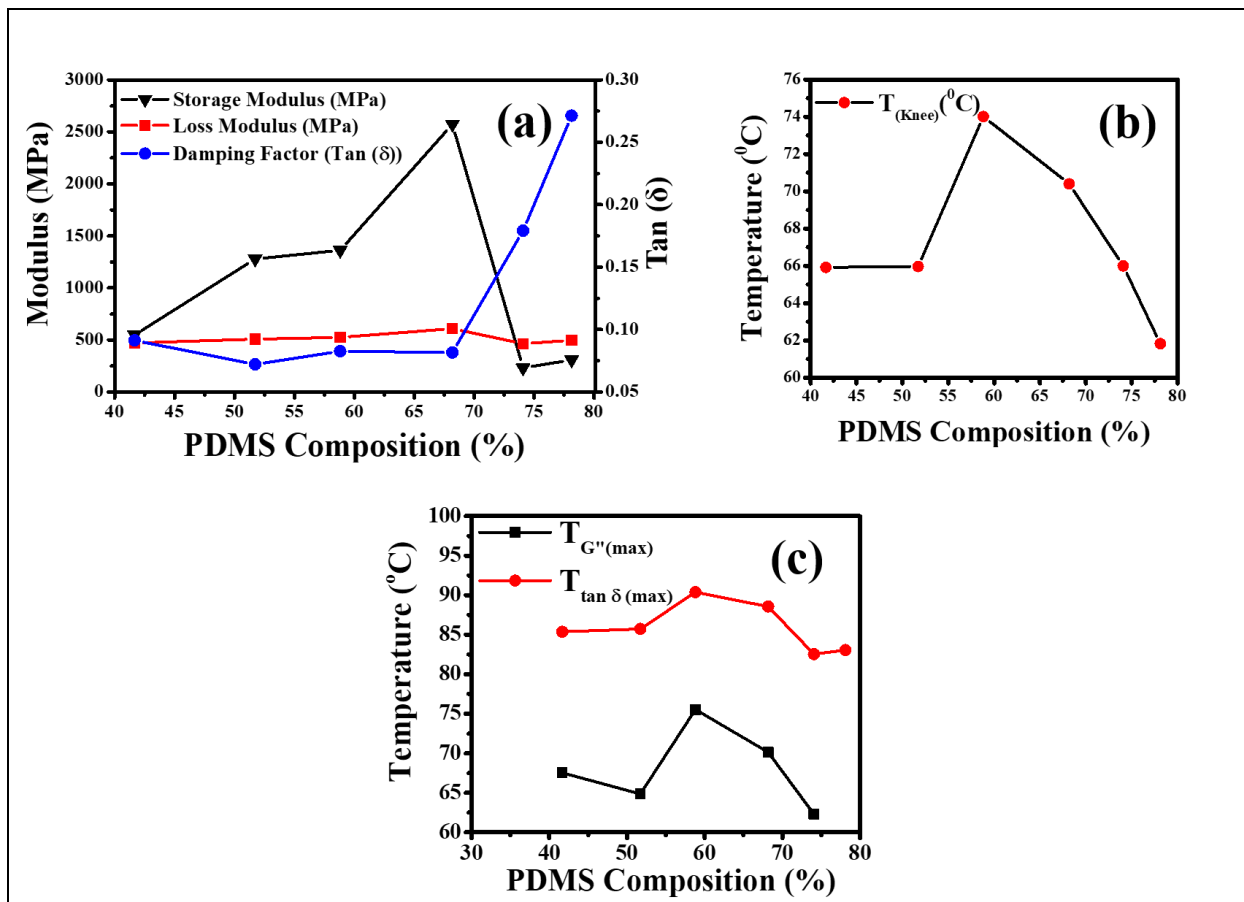 3000
2500
2000
1500
1000
500
0
Modulus (MPa)
Storage Modulus (MPa)
Loss Modulus (MPa)
Damping Factor (Tan (δ))
(a)
0.30
0.25
0.20
0.15
0.10
0.05
Tan (δ)
40 45 50 55 60 65 70 75 80
PDMS Composition (%)
76
74
72
70
68
66
64
62
60
Temperature (⁰C)
T(Knee)(⁰C)
(b)
40 45 50 55 60 65 70 75 80
PDMS Composition (%)
100
95
90
85
80
75
70
65
60
Temperature (⁰C)
TG"(max)
Ttan δ (max)
(c)
30 40 50 60 70 80
PDMS Composition (%)